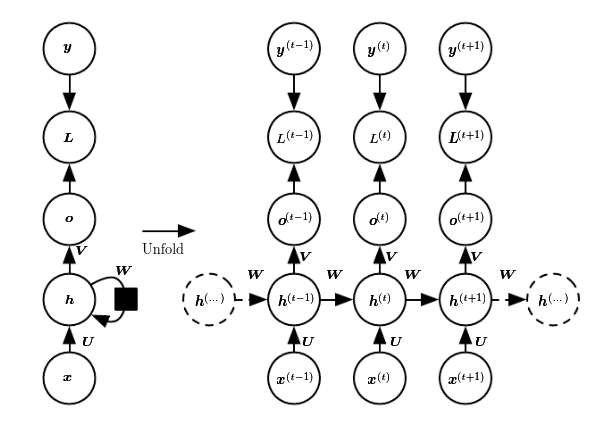 y y^(t−1) y^(t) y^(t+1)
L L^(t−1) L^(t) L^(t+1)
o o^(t−1) o^(t) o^(t+1)
Unfold
V V V V
W W W W W
h h^(...) h^(t−1) h^(t) h^(t+1) h^(...)
U U U U
x x^(t−1) x^(t) x^(t+1)